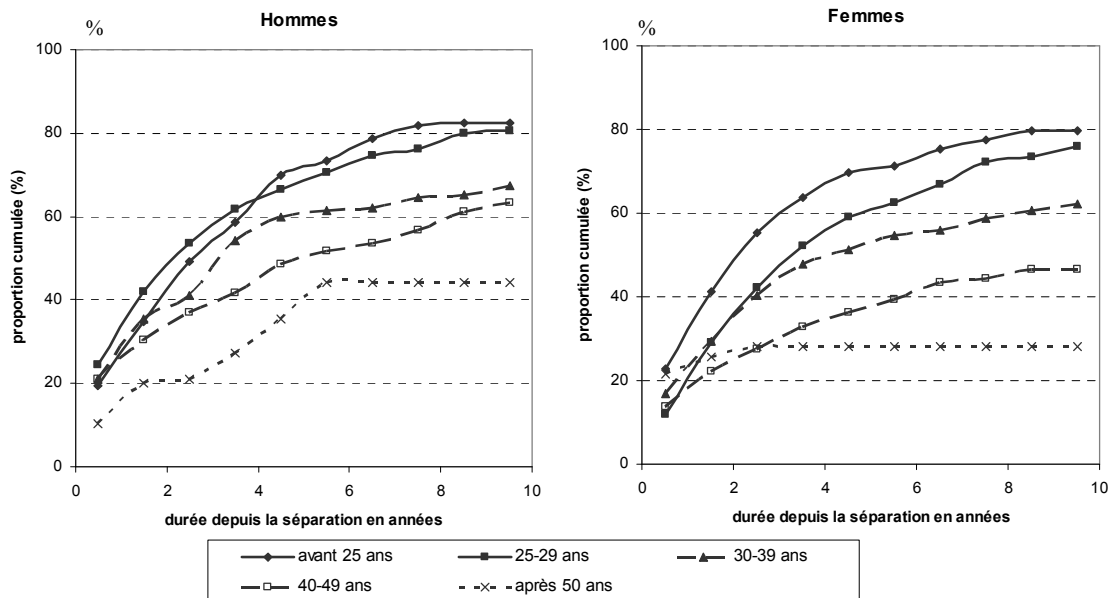 Hommes
%
100
80
60
40
20
0
proportion cumulée (%)
0 2 4 6 8 10
durée depuis la séparation en années
Femmes
%
100
80
60
40
20
0
proportion cumulée (%)
0 2 4 6 8 10
durée depuis la séparation en années
avant 25 ans 25-29 ans 30-39 ans
40-49 ans après 50 ans